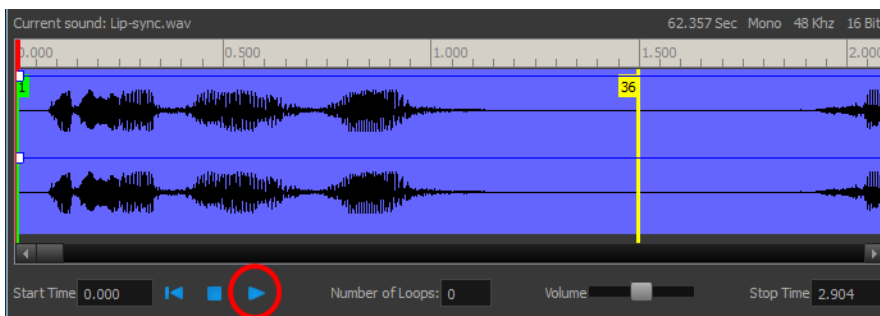 Current sound: Lip-sync.wav 62.357 Sec Mono 48 Khz 16 Bit
0.000 0.500 1.000 1.500 2.000
1 36
Start Time 0.000 Number of Loops: 0 Volume Stop Time 2.904